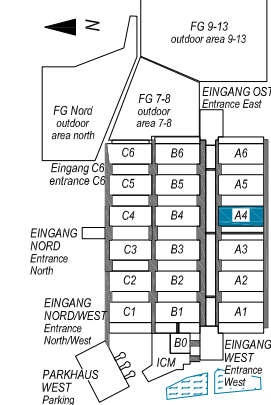 N
FG 9-13
outdoor area 9-13
FG Nord
outdoor
area north
FG 7-8
outdoor
area 7-8
EINGANG OST
Entrance East
Eingang C6
entrance C6
C6 B6 A6
C5 B5 A5
C4 B4 A4
C3 B3 A3
C2 B2 A2
C1 B1 A1
B0
EINGANG
NORD
Entrance
North
EINGANG
NORD/WEST
Entrance
North/West
PARKHAUS
WEST
Parking
ICM
EINGANG
WEST
Entrance
West